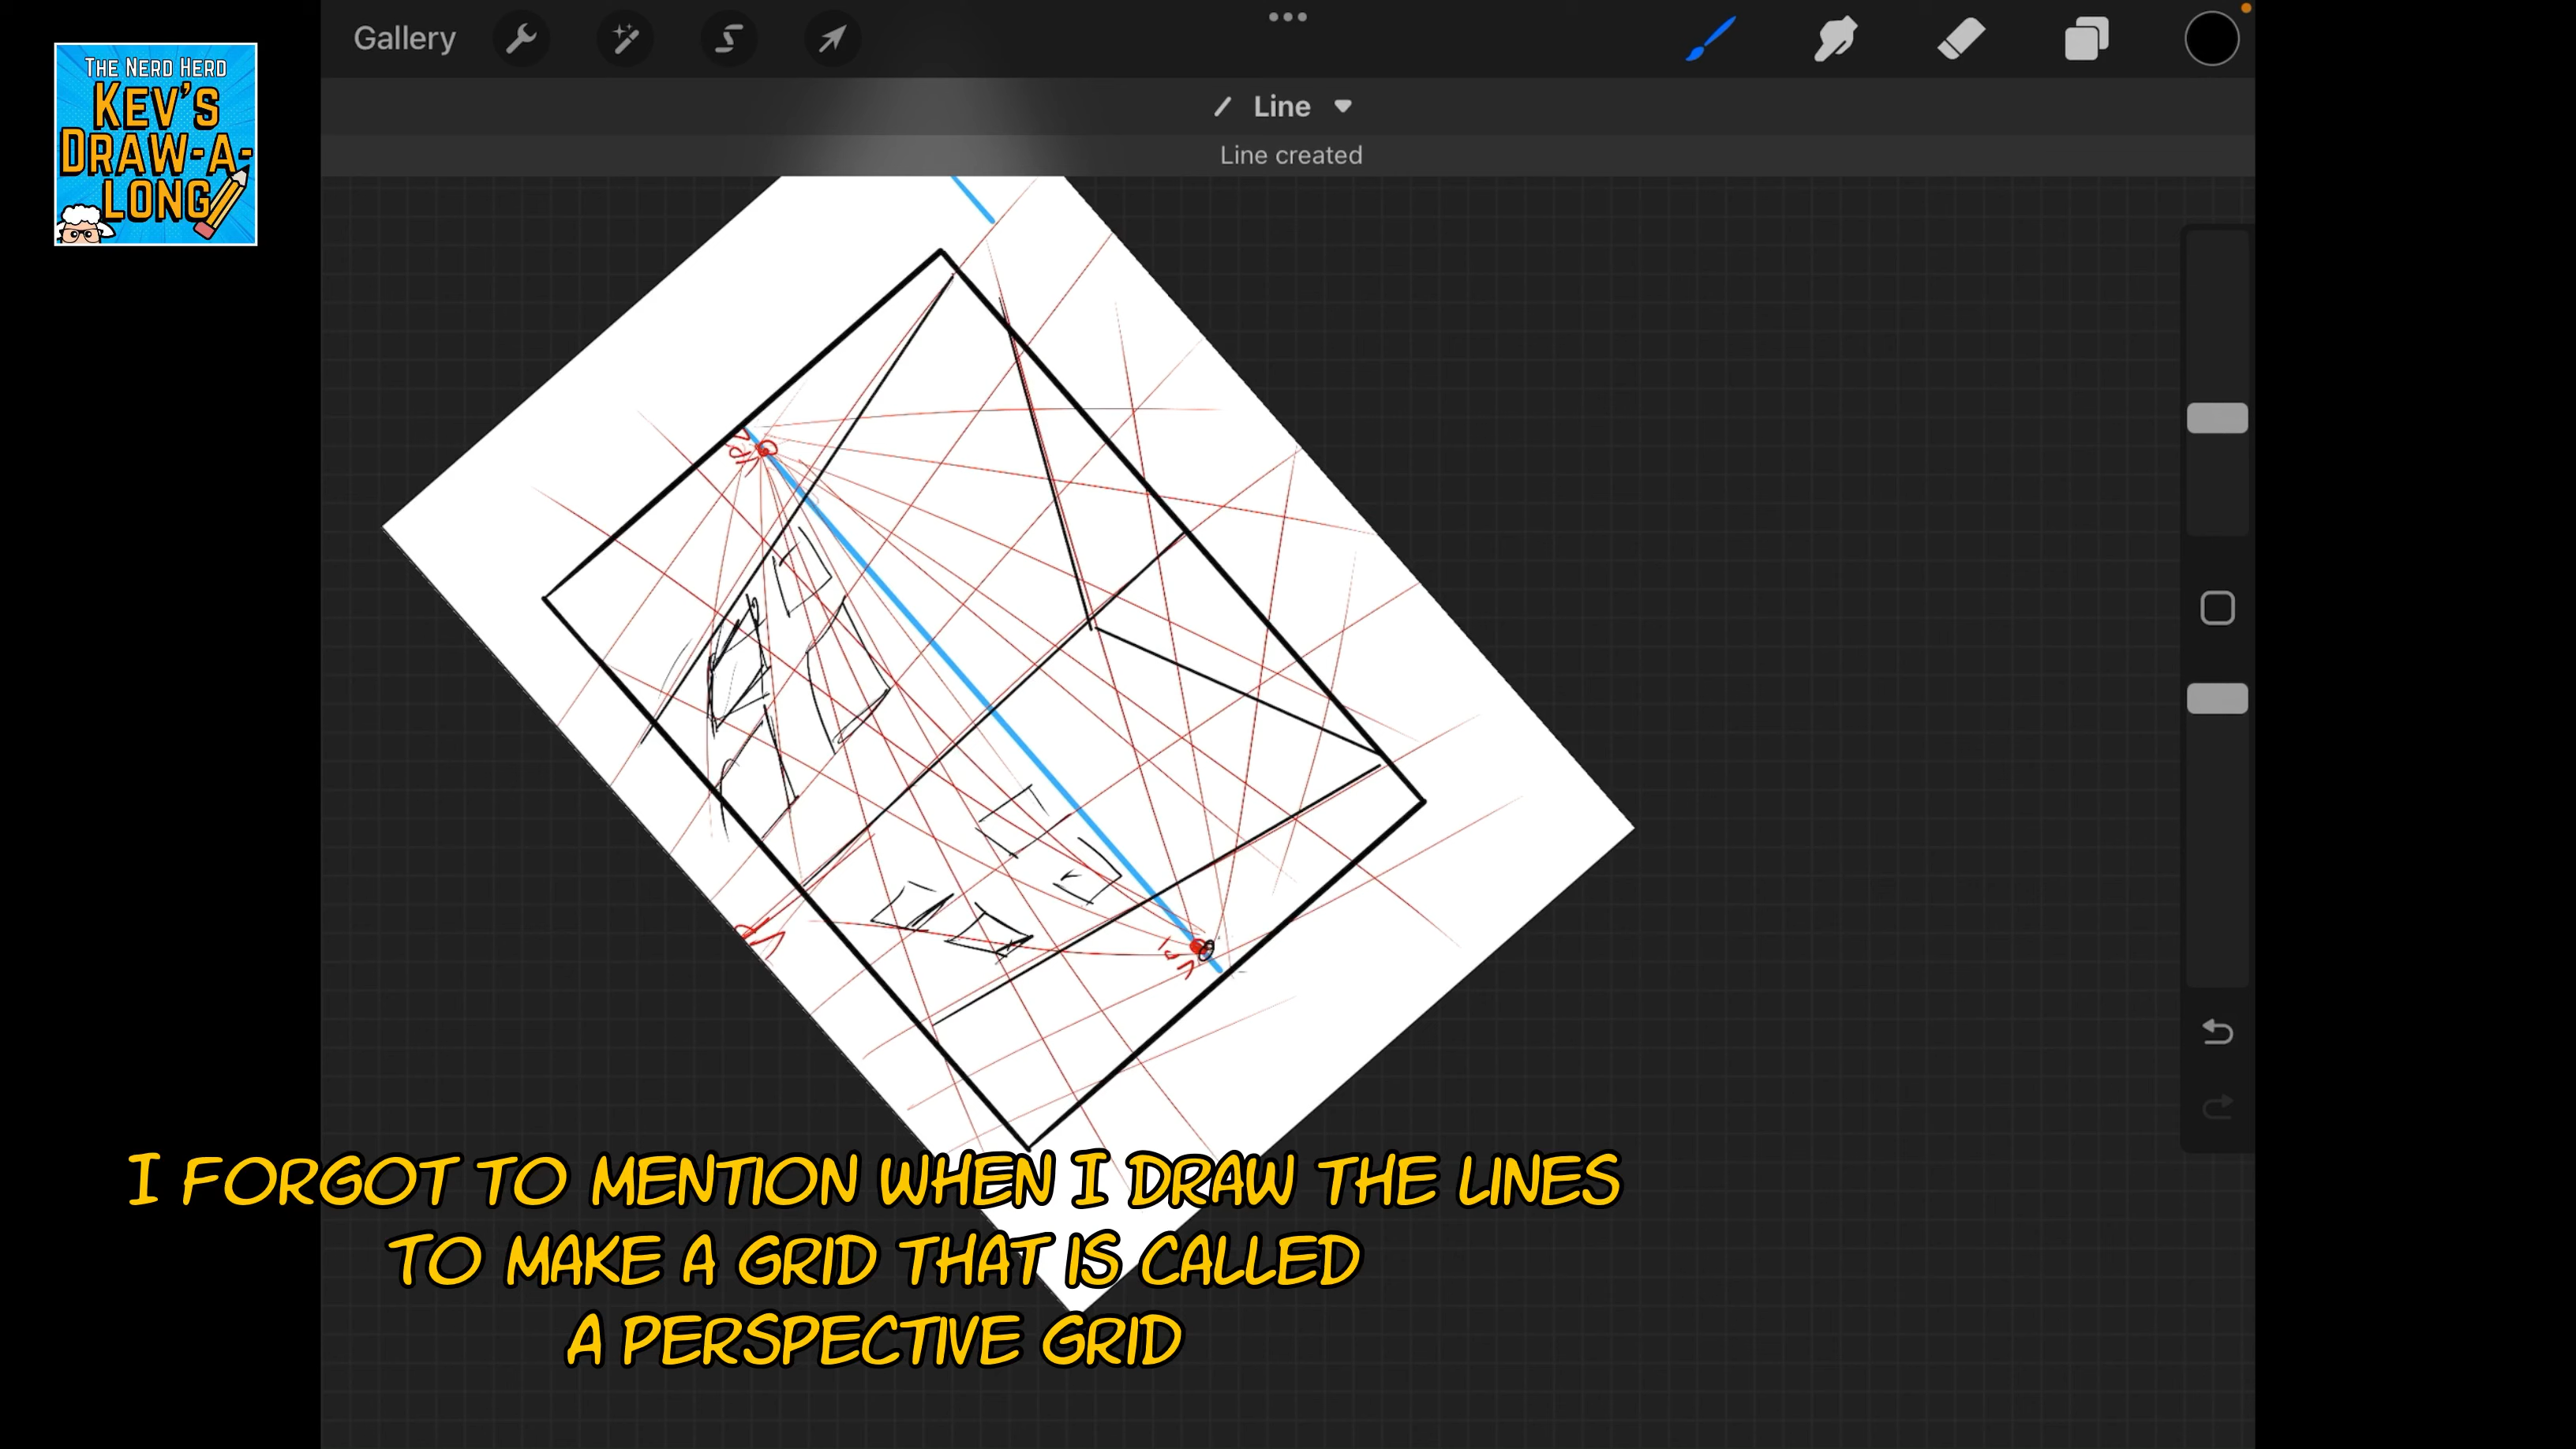 THE NERD HERD
KEV'S
DRAW-A-
LONG
Gallery
Line
Line created
I FORGOT TO MENTION WHEN I DRAW THE LINES
TO MAKE A GRID THAT IS CALLED
A PERSPECTIVE GRID